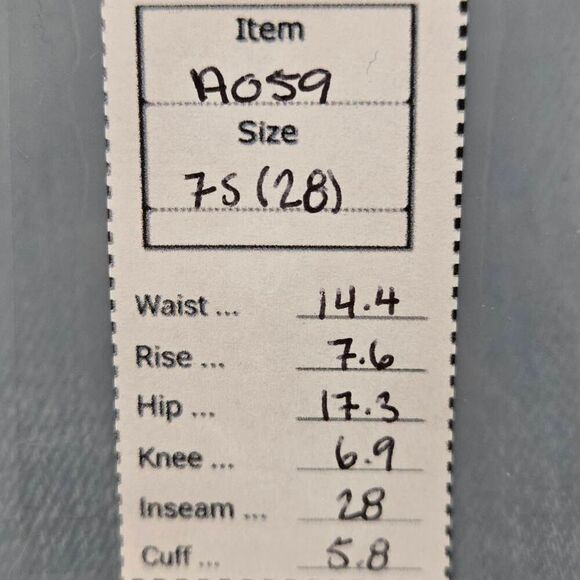 Item
A059
Size
7S (28)
Waist ... 14.4
Rise ... 7.6
Hip ... 17.3
Knee ... 6.9
Inseam ... 28
Cuff ... 5.8